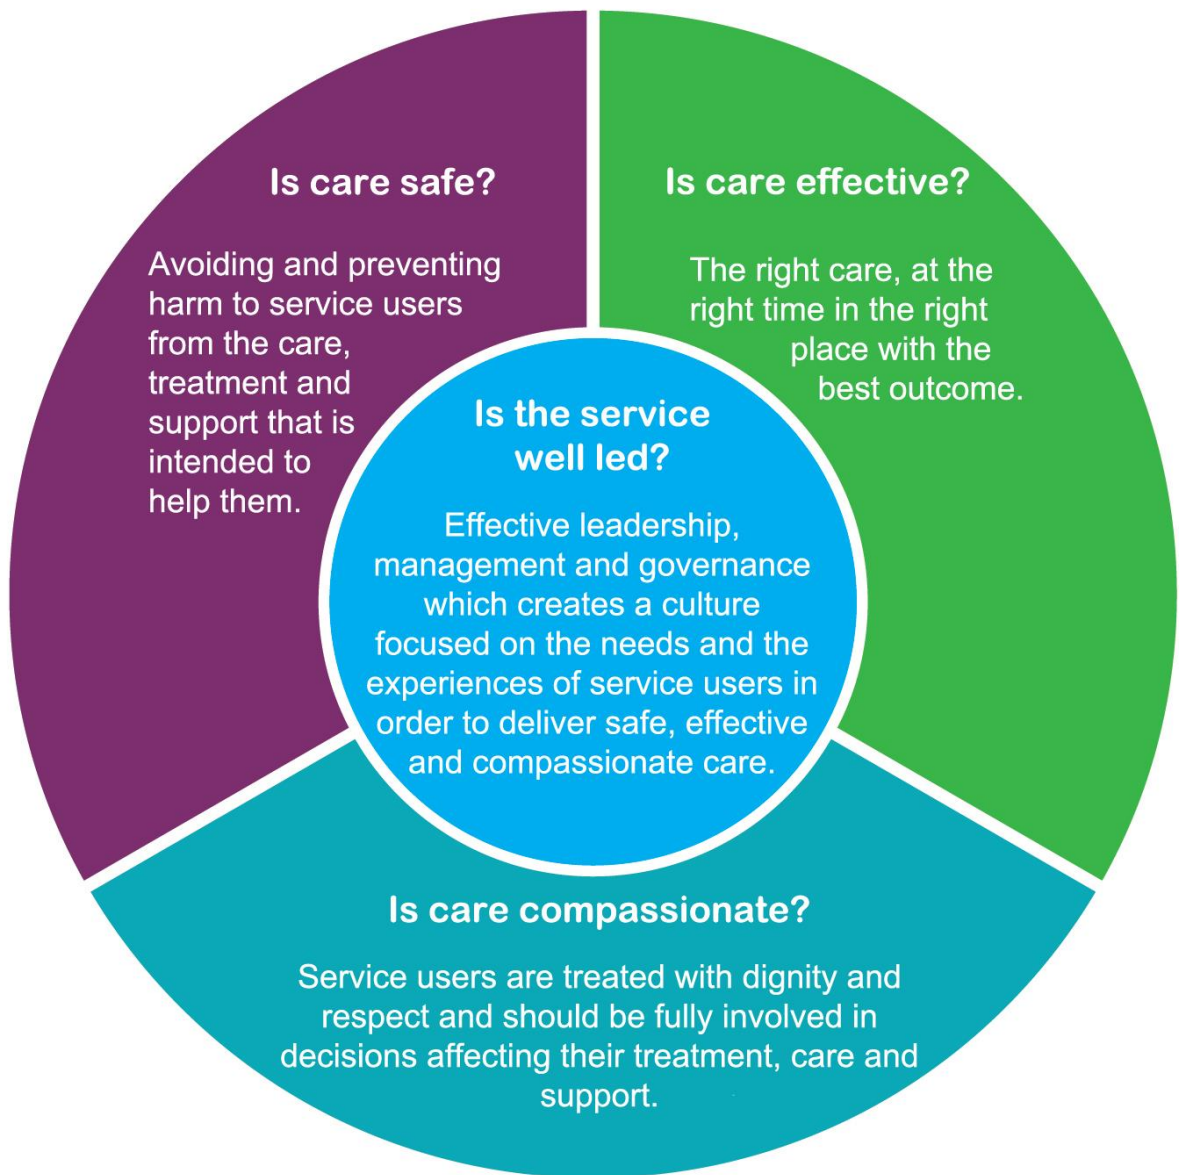 Is care safe?
Avoiding and preventing
harm to service users
from the care,
treatment and
support that is
intended to
help them.
Is care effective?
The right care, at the
right time in the right
place with the
best outcome.
Is the service
well led?
Effective leadership,
management and governance
which creates a culture
focused on the needs and the
experiences of service users in
order to deliver safe, effective
and compassionate care.
Is care compassionate?
Service users are treated with dignity and
respect and should be fully involved in
decisions affecting their treatment, care and
support.